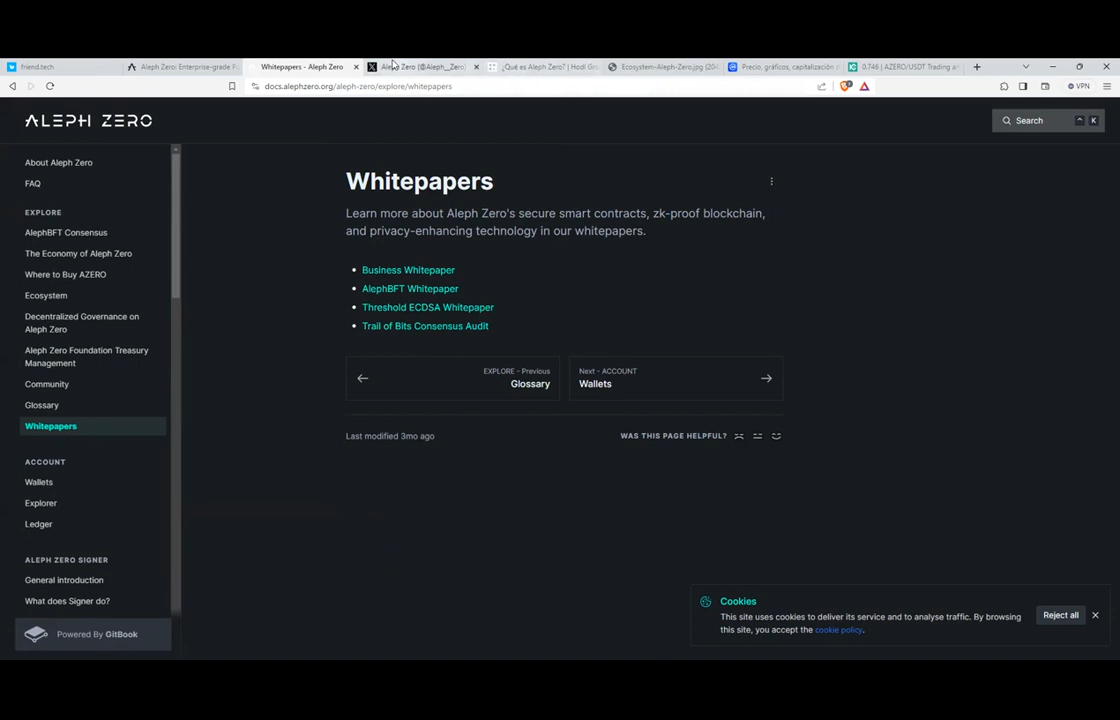 friend.tech
Aleph Zero: Enterprise-grade P
Whitepapers - Aleph Zero
Aleph Zero (@Aleph__Zero)
¿Qué es Aleph Zero? | Hodl Gro
Ecosystem-Aleph-Zero.jpg (204
Precio, gráficos, capitalización
0.746 | AZERO/USDT Trading an
docs.alephzero.org/aleph-zero/explore/whitepapers
VPN
ALEPH ZERO
Search
^ K
About Aleph Zero
FAQ
EXPLORE
AlephBFT Consensus
The Economy of Aleph Zero
Where to Buy AZERO
Ecosystem
Decentralized Governance on
Aleph Zero
Aleph Zero Foundation Treasury
Management
Community
Glossary
Whitepapers
ACCOUNT
Wallets
Explorer
Ledger
ALEPH ZERO SIGNER
General introduction
What does Signer do?
Powered By GitBook
Whitepapers
Learn more about Aleph Zero's secure smart contracts, zk-proof blockchain,
and privacy-enhancing technology in our whitepapers.
Business Whitepaper
AlephBFT Whitepaper
Threshold ECDSA Whitepaper
Trail of Bits Consensus Audit
EXPLORE - Previous
Glossary
Next - ACCOUNT
Wallets
Last modified 3mo ago
WAS THIS PAGE HELPFUL?
Cookies
This site uses cookies to deliver its service and to analyse traffic. By browsing
this site, you accept the cookie policy.
Reject all